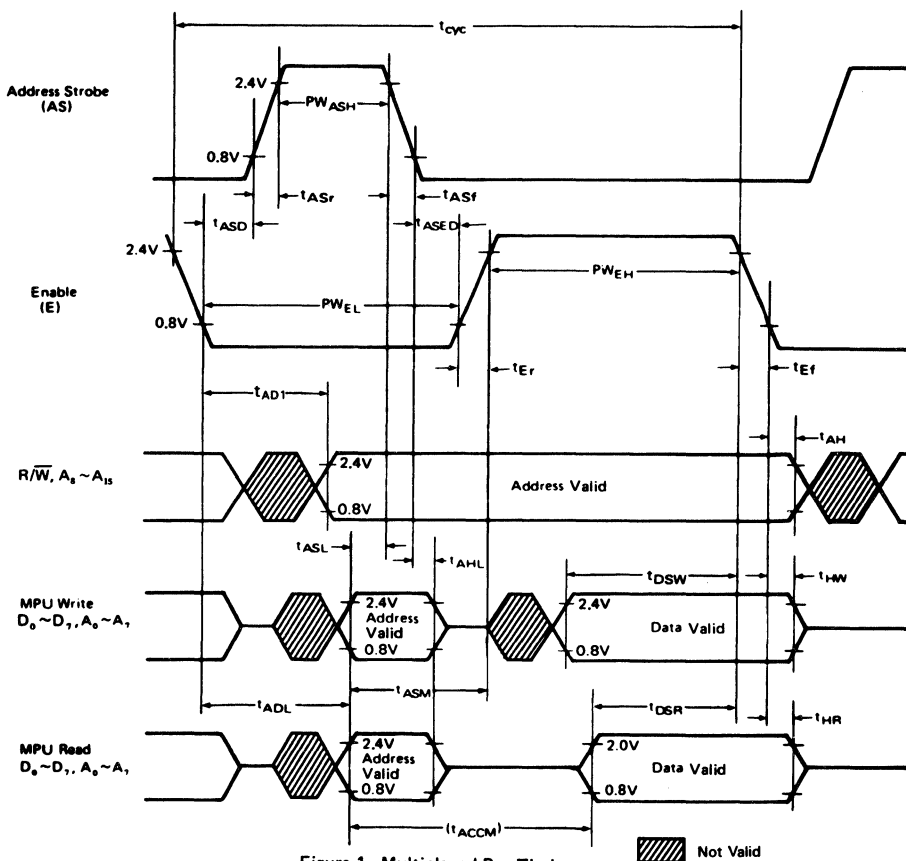 tcyc
Address Strobe
(AS)
2.4V
PWASH
0.8V
tASr
tASf
tASD
tASED
2.4V
Enable
(E)
PWEH
PWEL
0.8V
tEr
tEf
tAD1
tAH
R/W̅, A₈~A₁₅
2.4V
Address Valid
0.8V
tASL
tAHL
tDSW
tHW
MPU Write
D₀~D₇, A₀~A₇
2.4V
Address
Valid
0.8V
2.4V
Data Valid
0.8V
tADL
tASM
tDSR
tHR
MPU Read
D₀~D₇, A₀~A₇
2.4V
Address
Valid
0.8V
2.0V
Data Valid
0.8V
(tACCM)
Not Valid